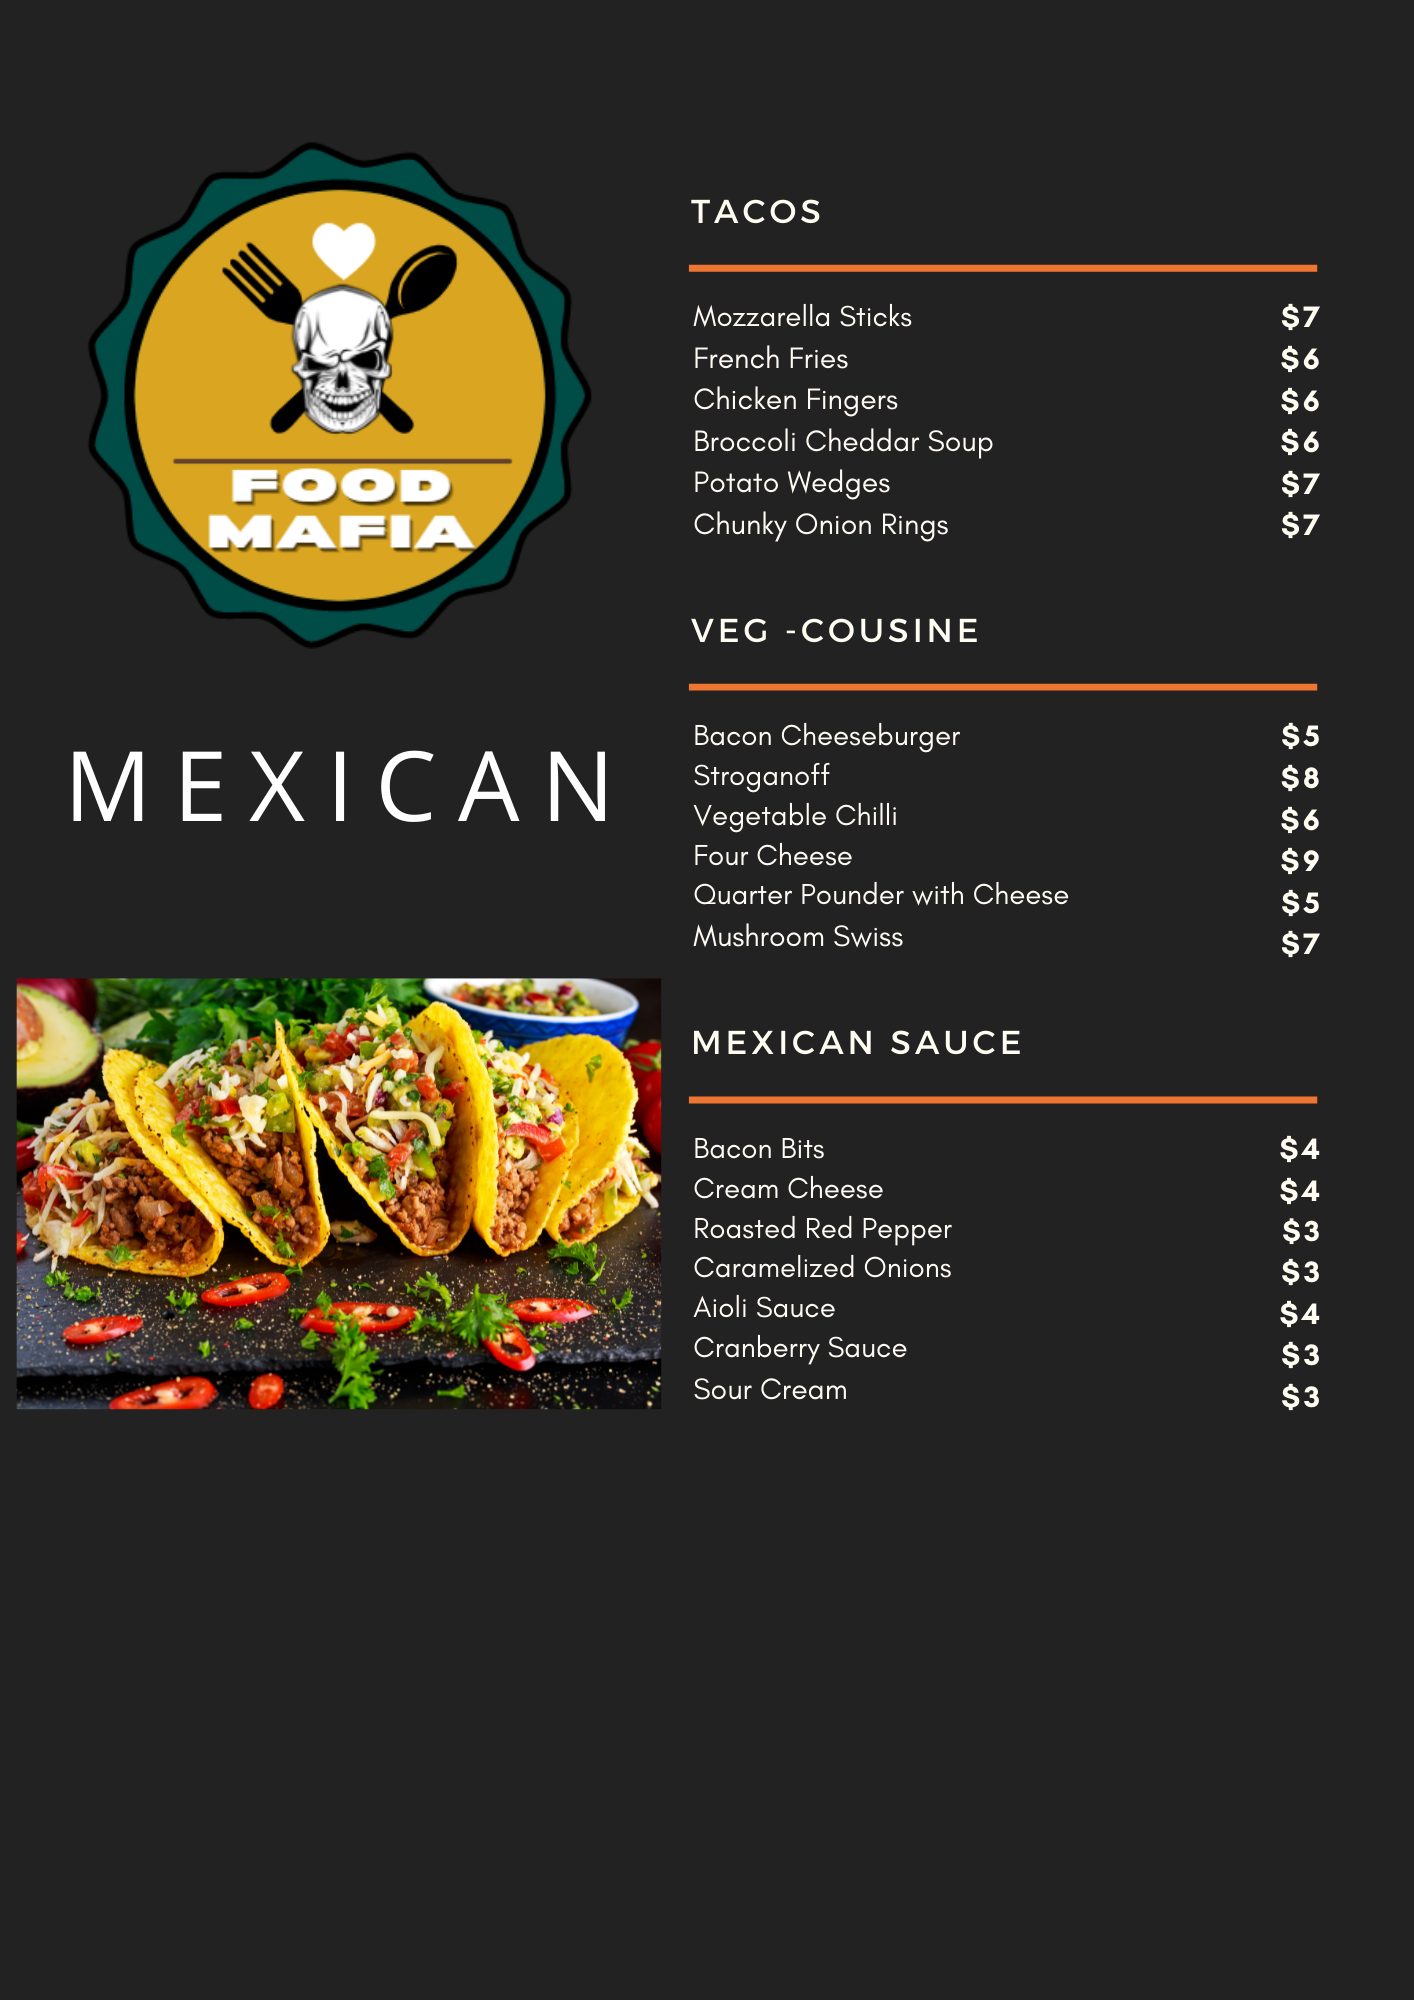 FOOD
MAFIA
MEXICAN
TACOS
Mozzarella Sticks $7
French Fries $6
Chicken Fingers $6
Broccoli Cheddar Soup $6
Potato Wedges $7
Chunky Onion Rings $7
VEG -COUSINE
Bacon Cheeseburger $5
Stroganoff $8
Vegetable Chilli $6
Four Cheese $9
Quarter Pounder with Cheese $5
Mushroom Swiss $7
MEXICAN SAUCE
Bacon Bits $4
Cream Cheese $4
Roasted Red Pepper $3
Caramelized Onions $3
Aioli Sauce $4
Cranberry Sauce $3
Sour Cream $3